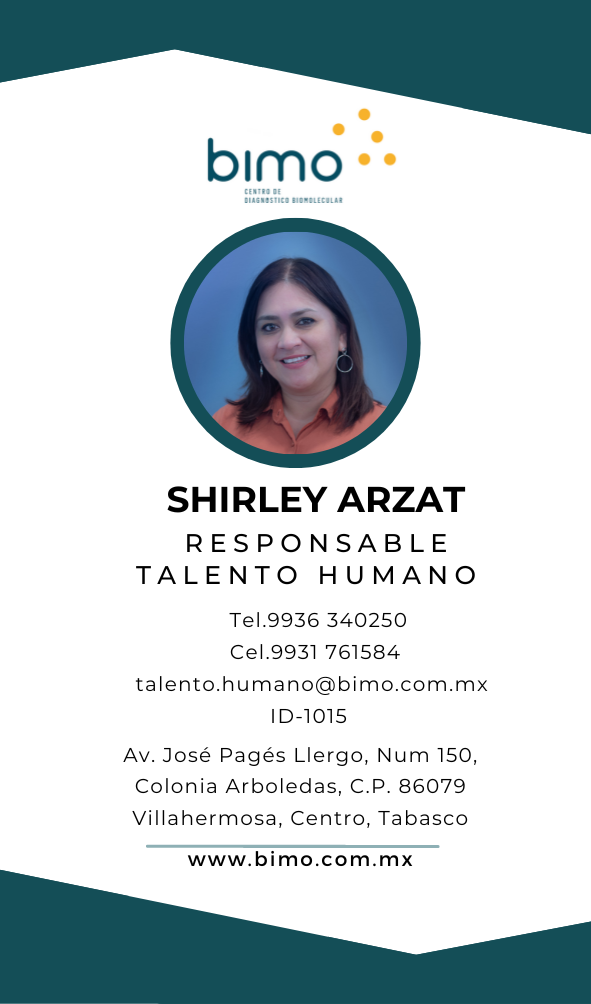 bimo
CENTRO DE
DIAGNÓSTICO BIOMOLECULAR
SHIRLEY ARZAT
RESPONSABLE
TALENTO HUMANO
Tel.9936 340250
Cel.9931 761584
talento.humano@bimo.com.mx
ID-1015
Av. José Pagés Llergo, Num 150,
Colonia Arboledas, C.P. 86079
Villahermosa, Centro, Tabasco
www.bimo.com.mx